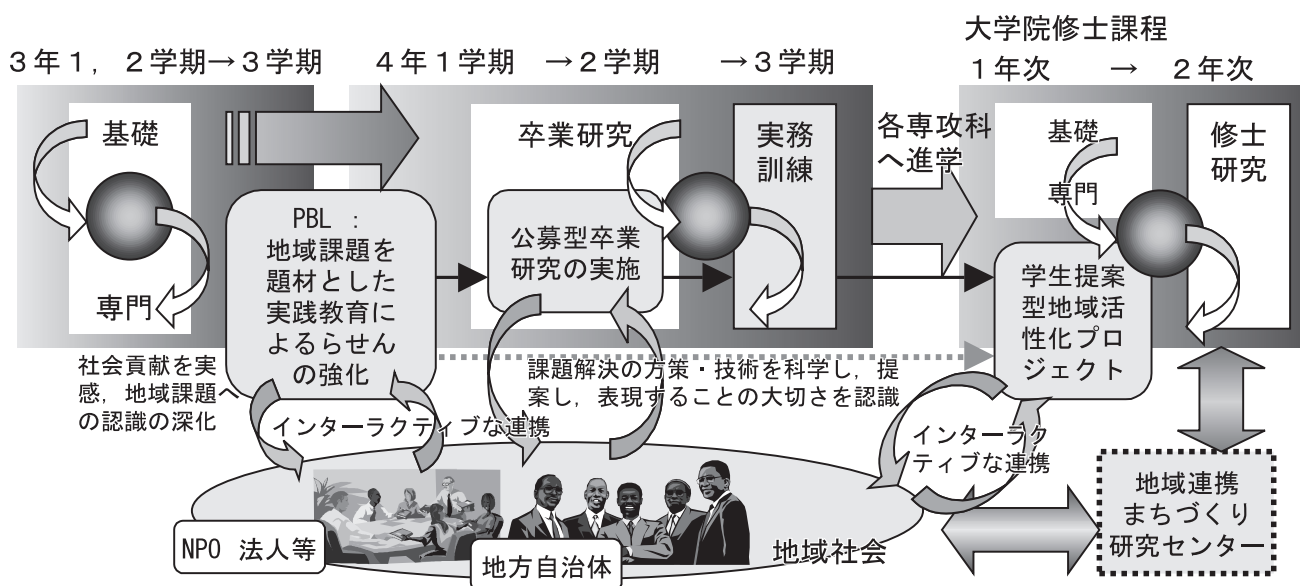 大学院修士課程
3年1，2学期→3学期
4年1学期 →2学期 →3学期
1年次 → 2年次
基礎
専門
卒業研究
実務
訓練
各専攻科
へ進学
基礎
専門
修士
研究
PBL：
地域課題を
題材とした
実践教育に
よるらせん
の強化
公募型卒業
研究の実施
学生提案
型地域活
性化プロ
ジェクト
社会貢献を実
感，地域課題へ
の認識の深化
課題解決の方策・技術を科学し，提
案し，表現することの大切さを認識
インターラクティブな連携
インターラク
ティブな連携
NPO 法人等
地方自治体
地域社会
地域連携
まちづくり
研究センター